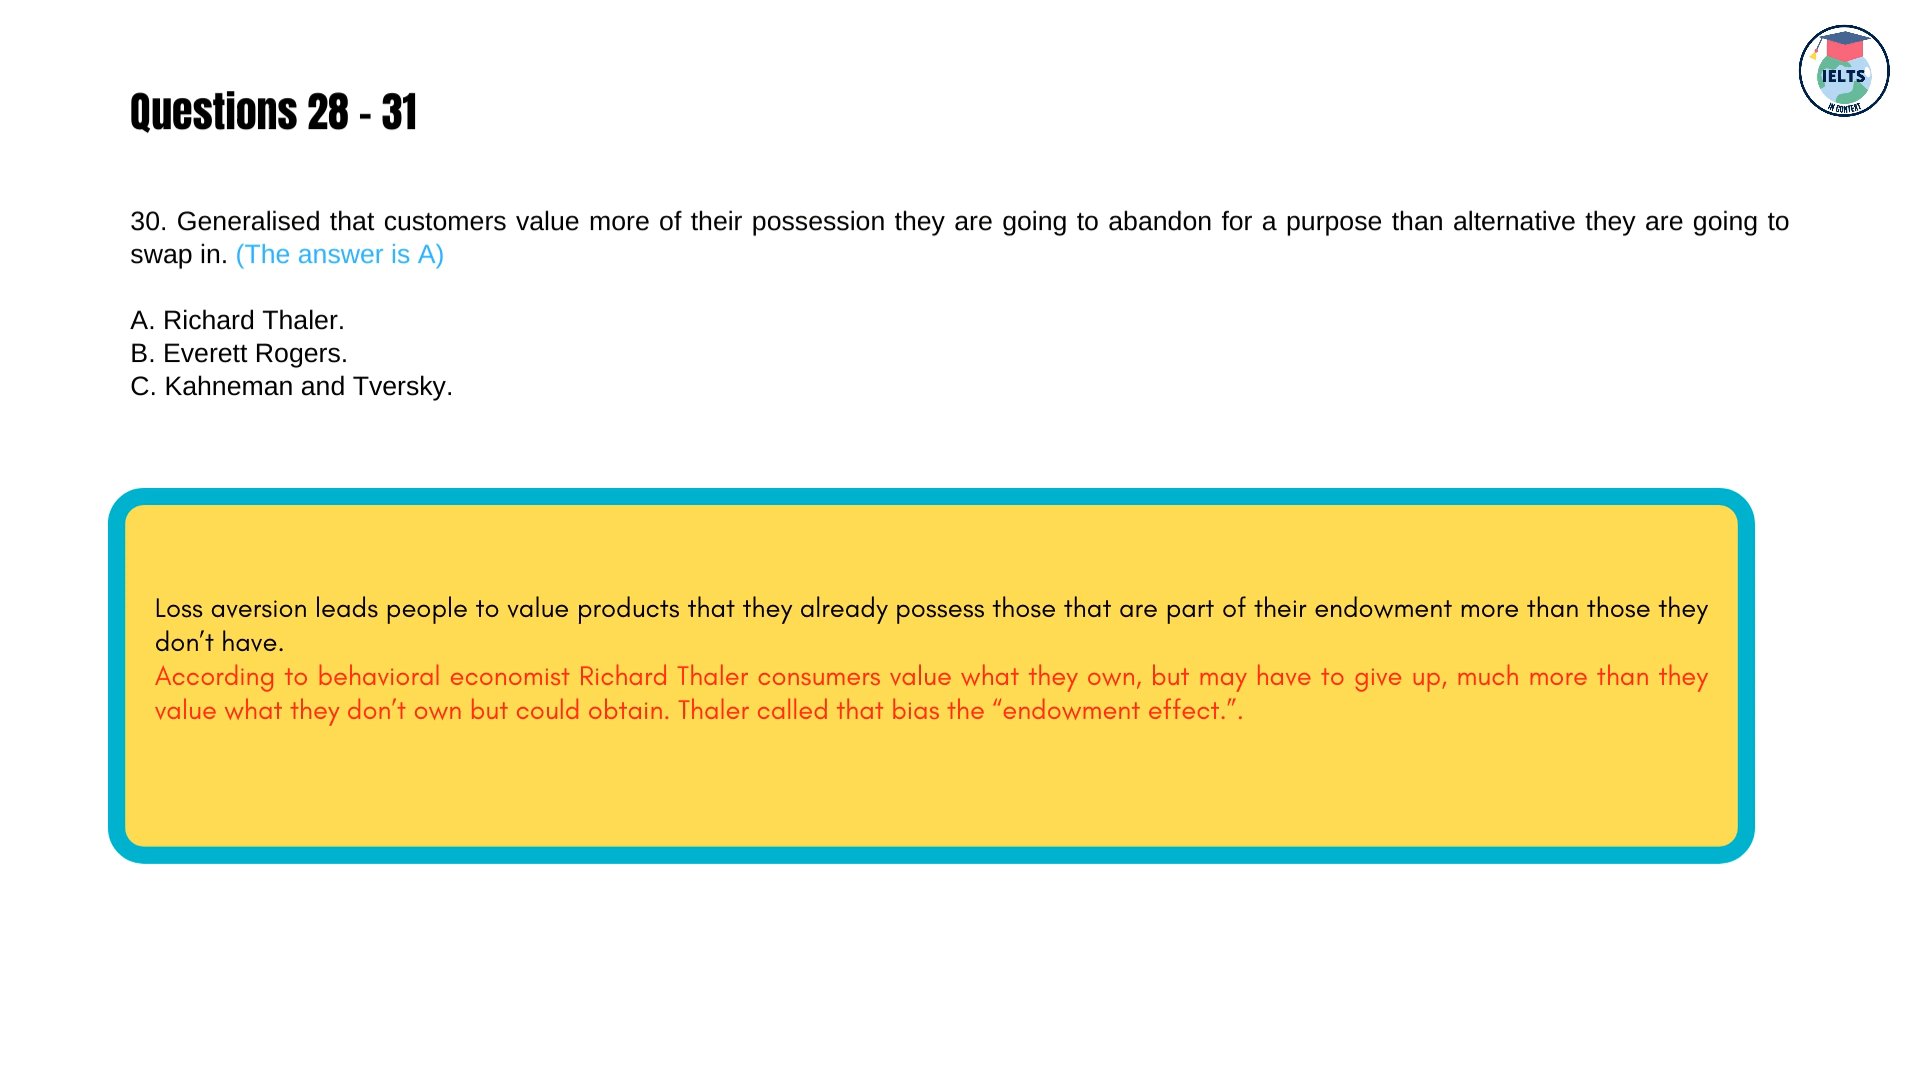 IELTS
IN CONTEXT
Questions 28 - 31
30. Generalised that customers value more of their possession they are going to abandon for a purpose than alternative they are going to
swap in. (The answer is A)
A. Richard Thaler.
B. Everett Rogers.
C. Kahneman and Tversky.
Loss aversion leads people to value products that they already possess those that are part of their endowment more than those they
don’t have.
According to behavioral economist Richard Thaler consumers value what they own, but may have to give up, much more than they
value what they don’t own but could obtain. Thaler called that bias the “endowment effect.”.